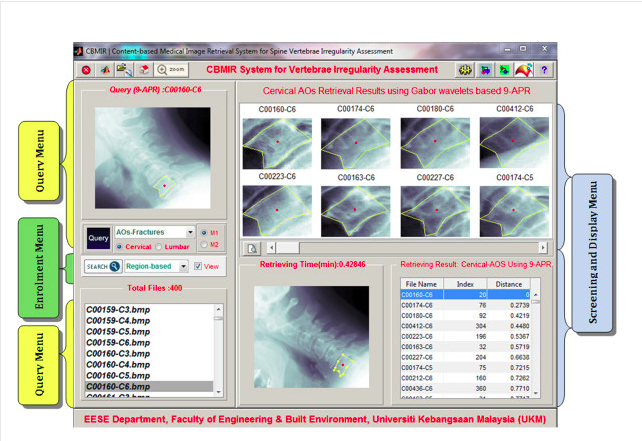 CBMIR | Content-based Medical Image Retrieval System for Spine Vertebrae Irregularity Assessment
zoom
CBMIR System for Vertebrae Irregularity Assessment
?
Query (9-APR) :C00160-C6
Cervical AOs Retrieval Results using Gabor wavelets based 9-APR
C00160-C6 C00174-C6 C00180-C6 C00412-C6
C00223-C6 C00163-C6 C00227-C6 C00174-C5
Query Menu
Query
AOs-Fractures
M1
Cervical
Lumbar
M2
Enrolment Menu
SEARCH
Region-based
View
Total Files :400
C00159-C3.bmp
C00159-C4.bmp
C00159-C5.bmp
C00160-C3.bmp
C00160-C4.bmp
C00160-C5.bmp
C00160-C6.bmp
C00161-C3.bmp
Query Menu
Retrieving Time(min):0.42846
Retrieving Result: Cervical-AOS Using 9-APR
File Name Index Distance
C00160-C6 20 0
C00174-C6 76 0.2739
C00180-C6 92 0.4219
C00412-C6 304 0.4480
C00223-C6 196 0.5367
C00163-C6 32 0.5719
C00227-C6 204 0.6638
C00174-C5 75 0.7215
C00212-C6 160 0.7262
C00436-C6 360 0.7710
Screening and Display Menu
EESE Department, Faculty of Engineering & Built Environment, Universiti Kebangsaan Malaysia (UKM)